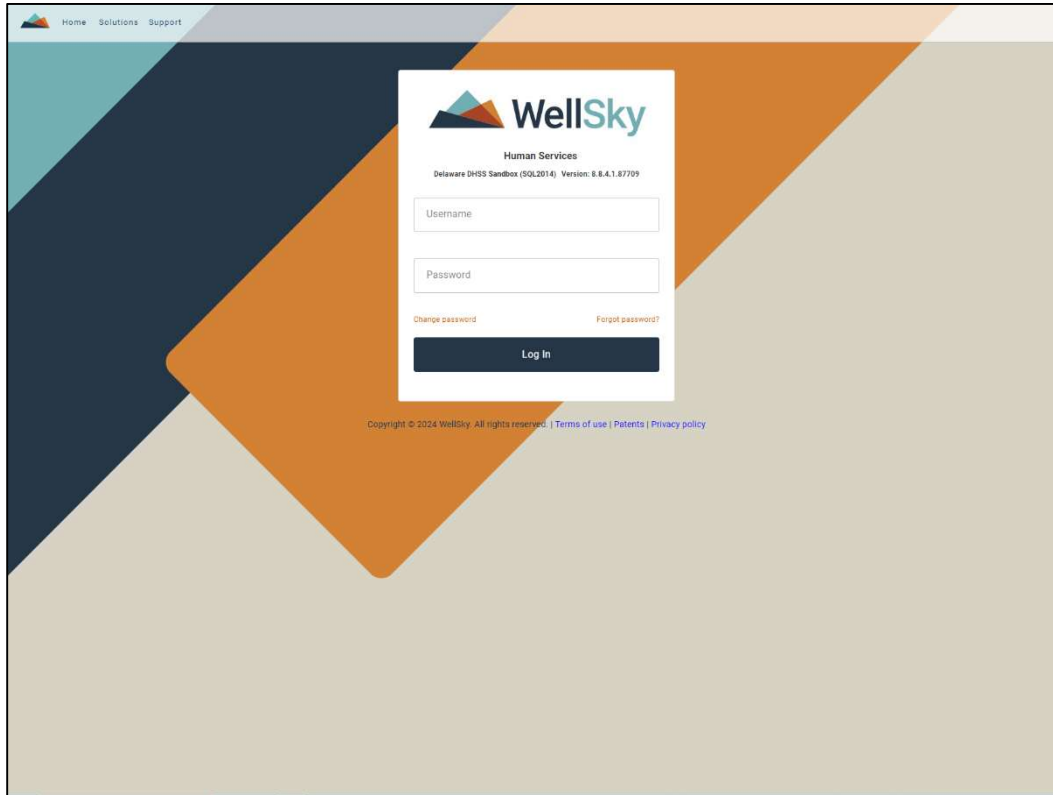 Home Solutions Support
WellSky
Human Services
Delaware DHSS Sandbox (SQL2014) Version: 8.8.4.1.87709
Username
Password
Change password Forgot password?
Log In
Copyright © 2024 WellSky. All rights reserved. | Terms of use | Patents | Privacy policy